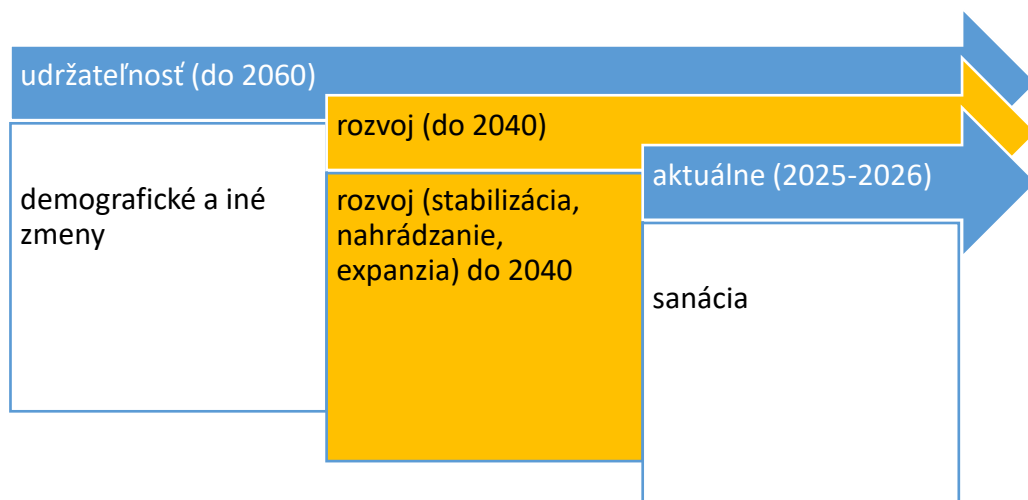 udržateľnosť (do 2060)
demografické a iné
zmeny
rozvoj (do 2040)
rozvoj (stabilizácia,
nahrádzanie,
expanzia) do 2040
aktuálne (2025-2026)
sanácia